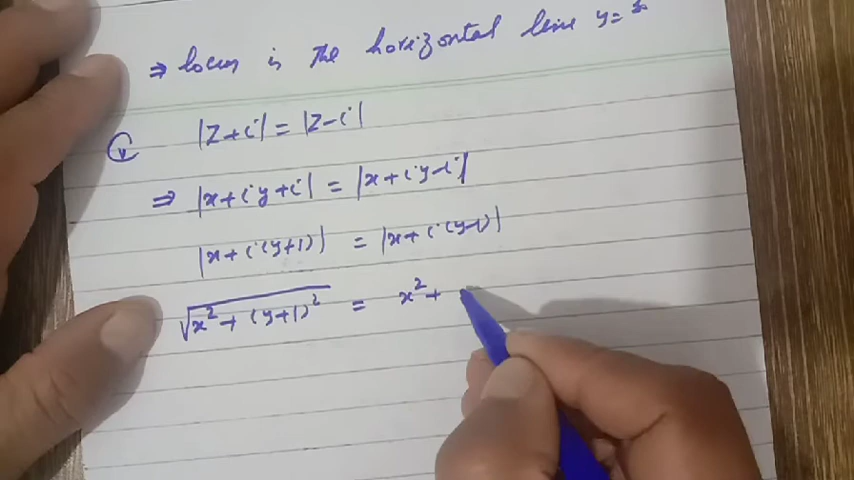 ⇒ locus is the horizontal line y=
(v) |z+i| = |z-i|
⇒ |x+iy+i| = |x+iy-i|
|x+i(y+1)| = |x+i(y-1)|
√(x²+(y+1)²) = x²+